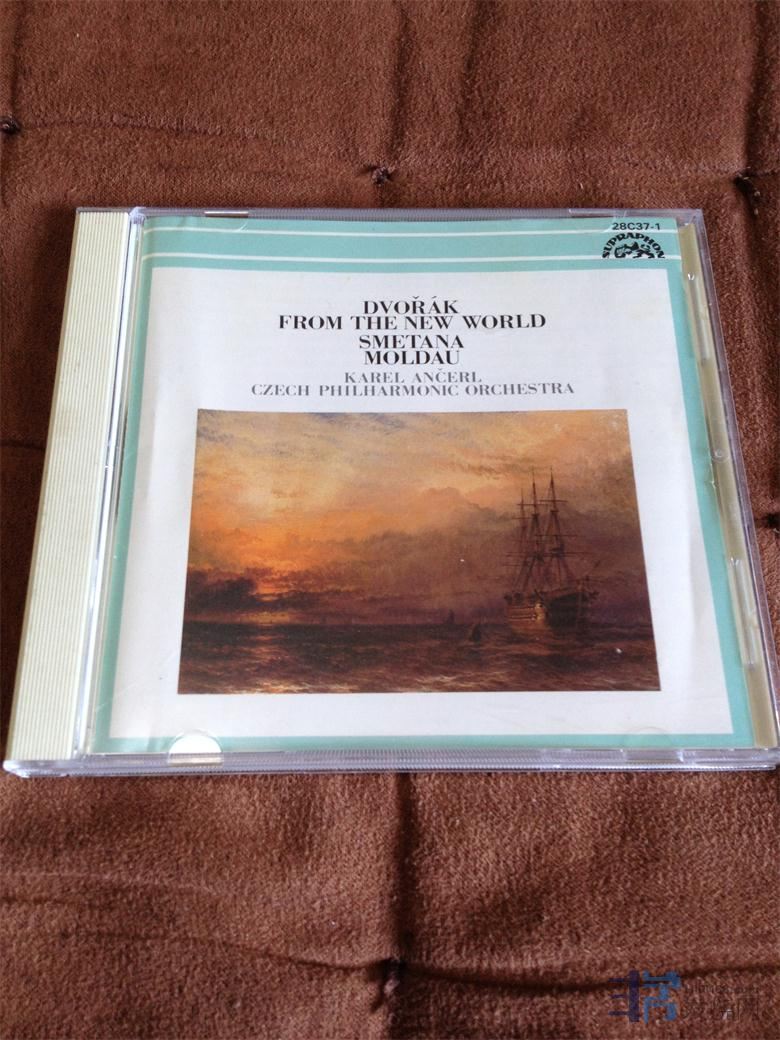 28C37-1
SUPRAPHON
DVOŘÁK
FROM THE NEW WORLD
SMETANA
MOLDAU
KAREL ANČERL
CZECH PHILHARMONIC ORCHESTRA